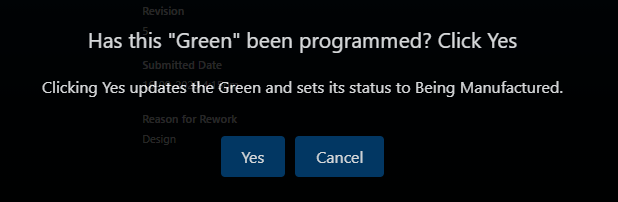 Revision
S
Has this "Green" been programmed? Click Yes
Submitted Date
Clicking Yes updates the Green and sets its status to Being Manufactured.
Reason for Rework
Design
Yes
Cancel